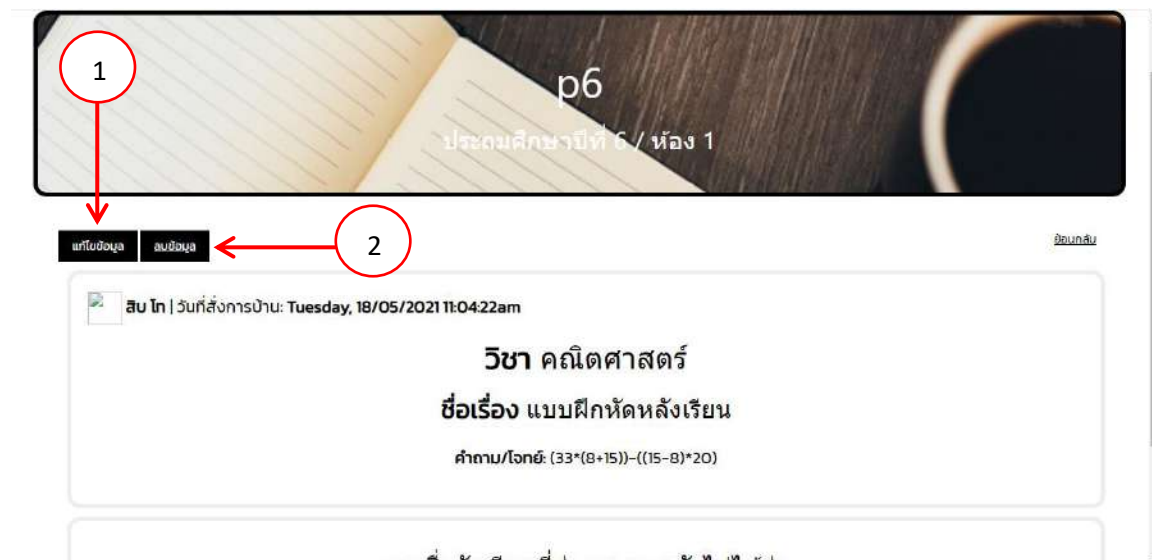 1
p6
ประถมศึกษาปีที่ 6 / ห้อง 1
แก้ไขข้อมูล ลบข้อมูล
2
ย้อนกลับ
สิบ โท | วันที่สั่งการบ้าน: Tuesday, 18/05/2021 11:04:22am
วิชา คณิตศาสตร์
ชื่อเรื่อง แบบฝึกหัดหลังเรียน
คำถาม/โจทย์: (33*(8+15))-((15-8)*20)